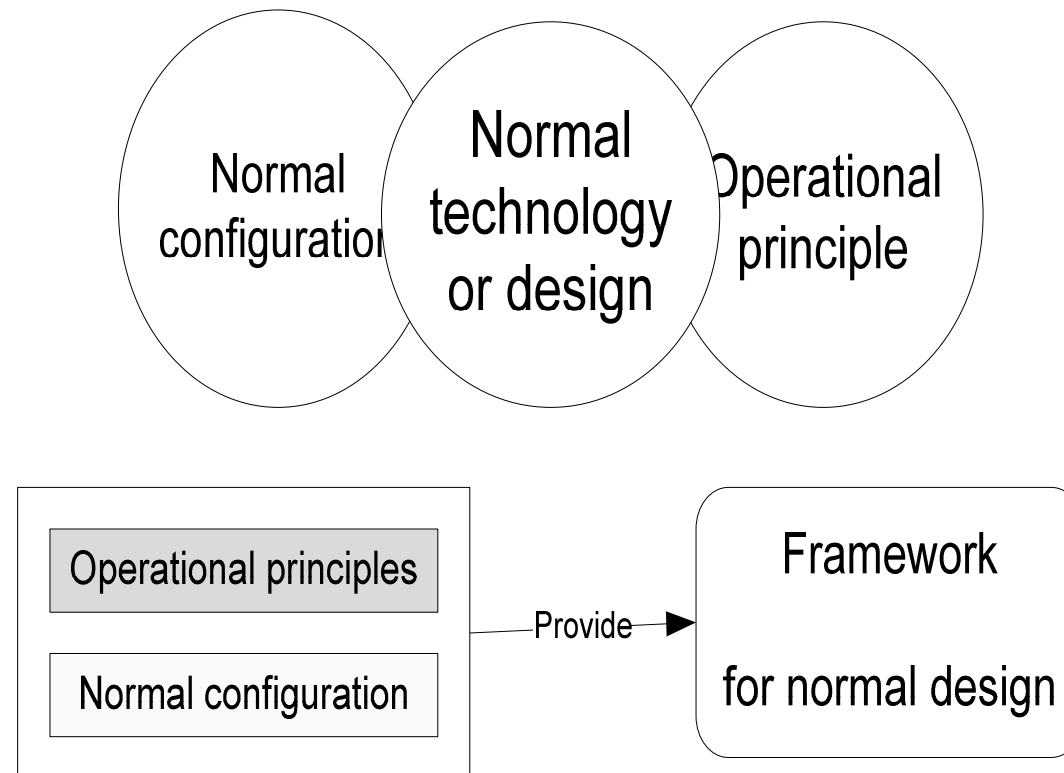 Normal
configuration
Normal
technology
or design
Operational
principle
Operational principles
Normal configuration
Provide
Framework
for normal design